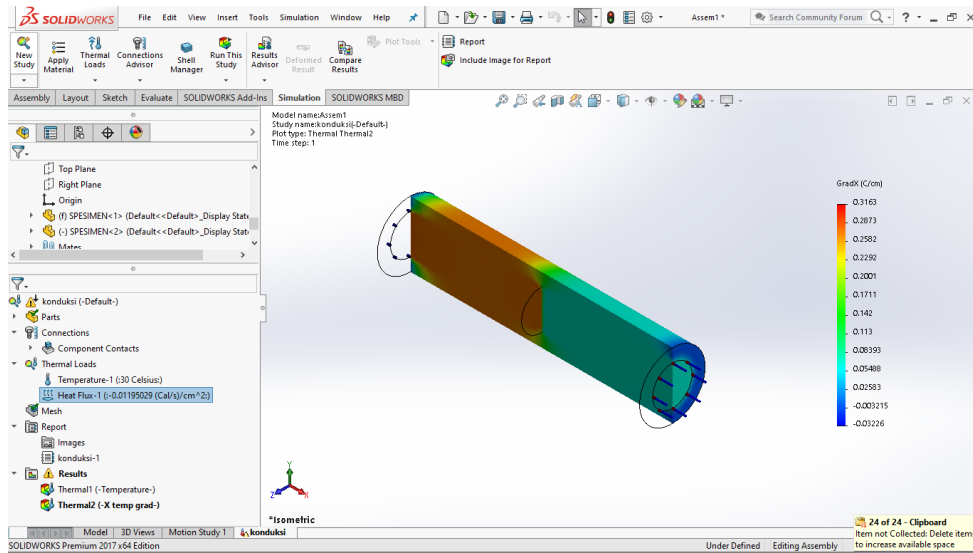 SOLIDWORKS File Edit View Insert Tools Simulation Window Help Assem1 * Search Community Forum ?
New Study
Apply Material
Thermal Loads
Connections Advisor
Shell Manager
Run This Study
Results Advisor
Deformed Result
Compare Results
Plot Tools
Report
Include Image for Report
Assembly Layout Sketch Evaluate SOLIDWORKS Add-Ins Simulation SOLIDWORKS MBD
Model name:Assem1
Study name:konduksi(-Default-)
Plot type: Thermal Thermal2
Time step: 1
Top Plane
Right Plane
Origin
(f) SPESIMEN<1> (Default<<Default>_Display State
(-) SPESIMEN<2> (Default<<Default>_Display State
Mates
konduksi (-Default-)
Parts
Connections
Component Contacts
Thermal Loads
Temperature-1 (:30 Celsius:)
Heat Flux-1 (:-0.01195029 (Cal/s)/cm^2:)
Mesh
Report
Images
konduksi-1
Results
Thermal1 (-Temperature-)
Thermal2 (-X temp grad-)
GradX (C/cm)
0.3163
0.2873
0.2582
0.2292
0.2001
0.1711
0.142
0.113
0.08393
0.05488
0.02583
-0.003215
-0.03226
Y
Z
X
*Isometric
Model 3D Views Motion Study 1 konduksi
24 of 24 - Clipboard
Item not Collected: Delete item
to increase available space
SOLIDWORKS Premium 2017 x64 Edition Under Defined Editing Assembly